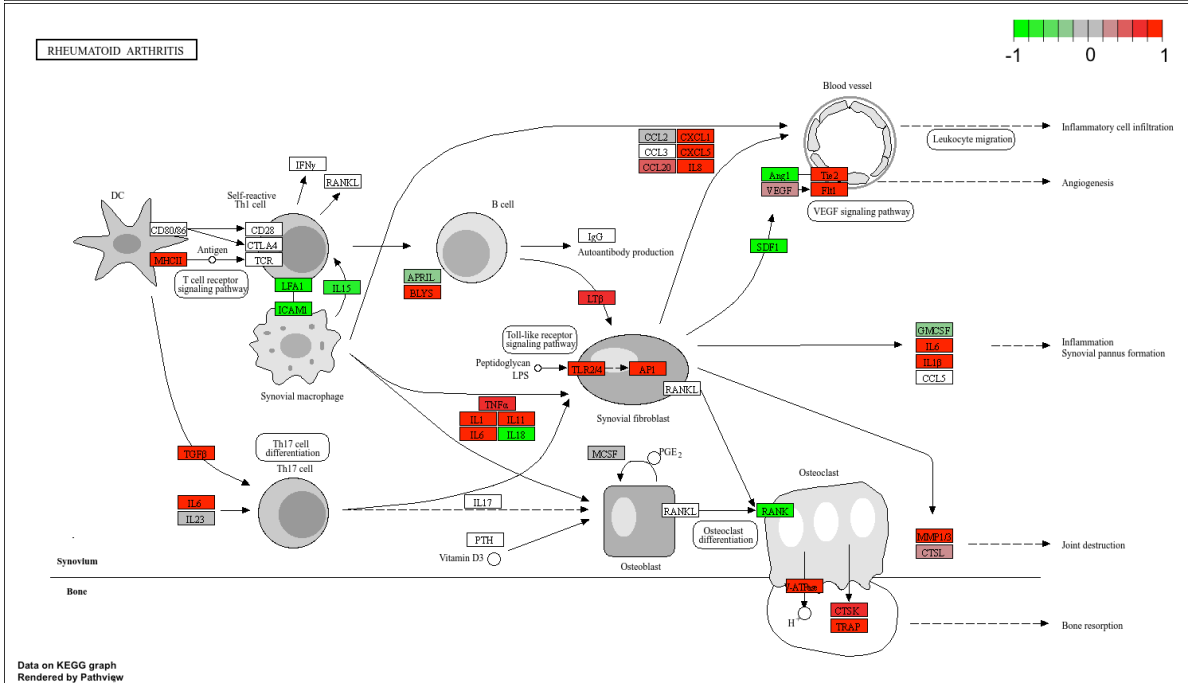 RHEUMATOID ARTHRITIS
-1 0 1
Blood vessel
CCL2 CXCL1
CCL3 CXCL5
CCL20 IL8
Leukocyte migration
Inflammatory cell infiltration
Ang1 Tie2
VEGF Flt1
Angiogenesis
VEGF signaling pathway
IFNγ
RANKL
DC
Self-reactive
Th1 cell
B cell
CD80/86 CD28
CTLA4
MHCII Antigen TCR
T cell receptor
signaling pathway
IgG
Autoantibody production
SDF1
LFA1 IL15
APRIL
BLYS
ICAM1
LTβ
Toll-like receptor
signaling pathway
GMCSF
IL6
IL1β
CCL5
Inflammation
Synovial pannus formation
Peptidoglycan
LPS
TLR2/4 AP1
RANKL
Synovial macrophage
Synovial fibroblast
TNFα
IL1 IL11
IL6 IL18
TGFβ
Th17 cell
differentiation
Th17 cell
MCSF PGE2
Osteoclast
IL6
IL23
IL17
RANKL RANK
Osteoclast
differentiation
PTH
Vitamin D3
Osteoblast
MMP1/3
CTSL
Joint destruction
Synovium
Bone
V-ATPase
H+
CTSK
TRAP
Bone resorption
Data on KEGG graph
Rendered by Pathview